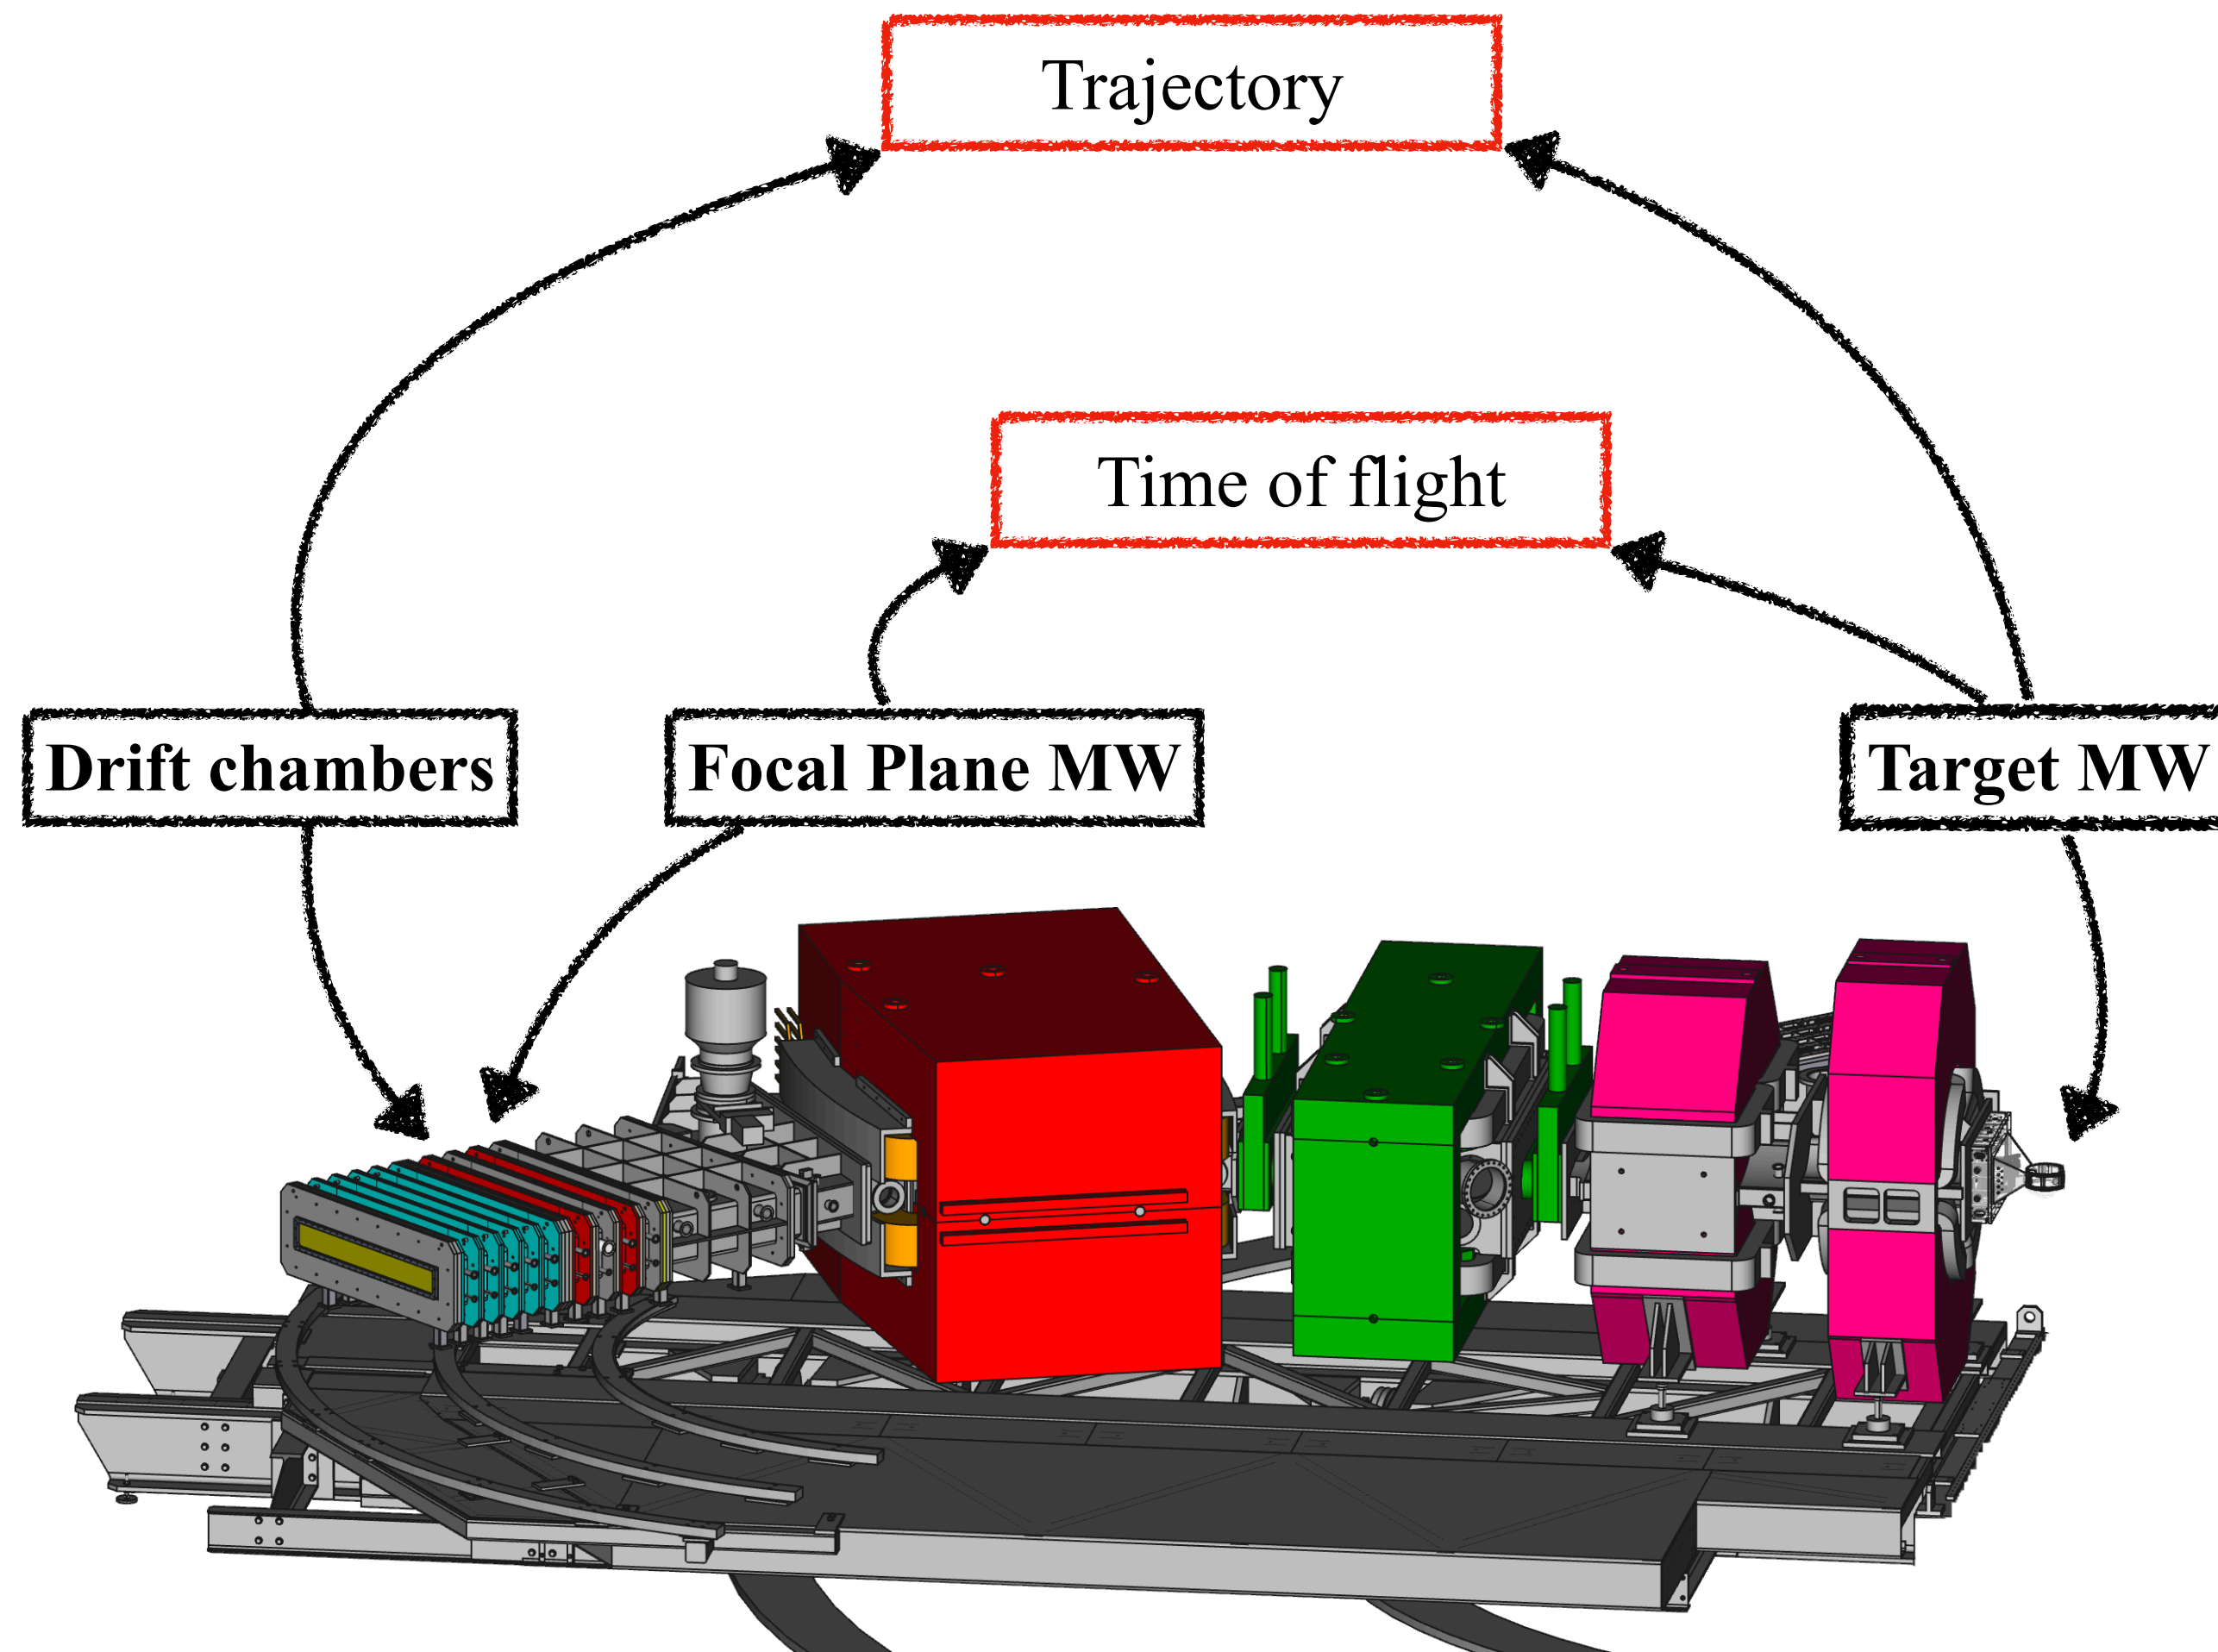 Trajectory
Time of flight
Drift chambers
Focal Plane MW
Target MW